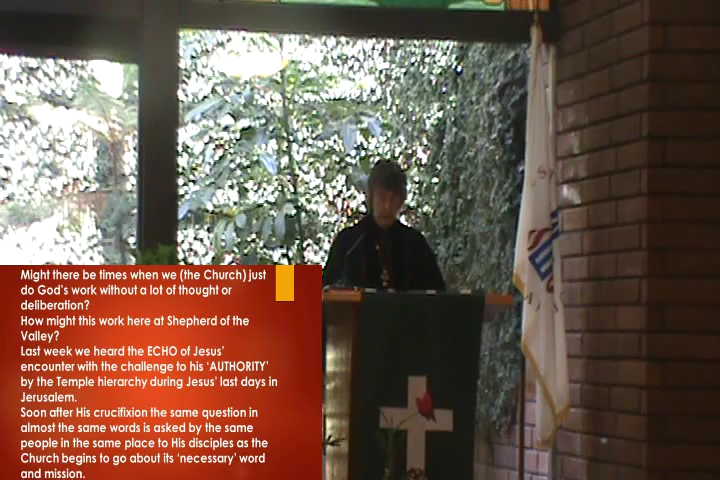 Might there be times when we (the Church) just
do God's work without a lot of thought or
deliberation?
How might this work here at Shepherd of the
Valley?
Last week we heard the ECHO of Jesus'
encounter with the challenge to his 'AUTHORITY'
by the Temple hierarchy during Jesus' last days in
Jerusalem.
Soon after His crucifixion the same question in
almost the same words is asked by the same
people in the same place to His disciples as the
Church begins to go about its 'necessary' word
and mission.